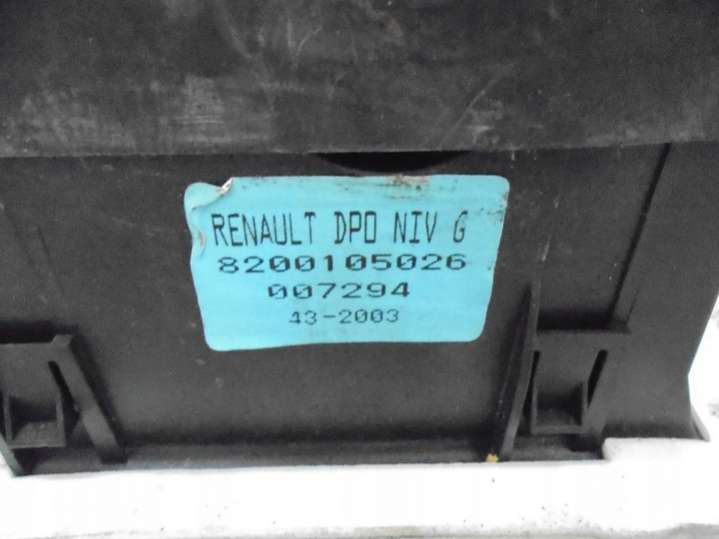 RENAULT DPO NIV G
8200105026
007294
43-2003